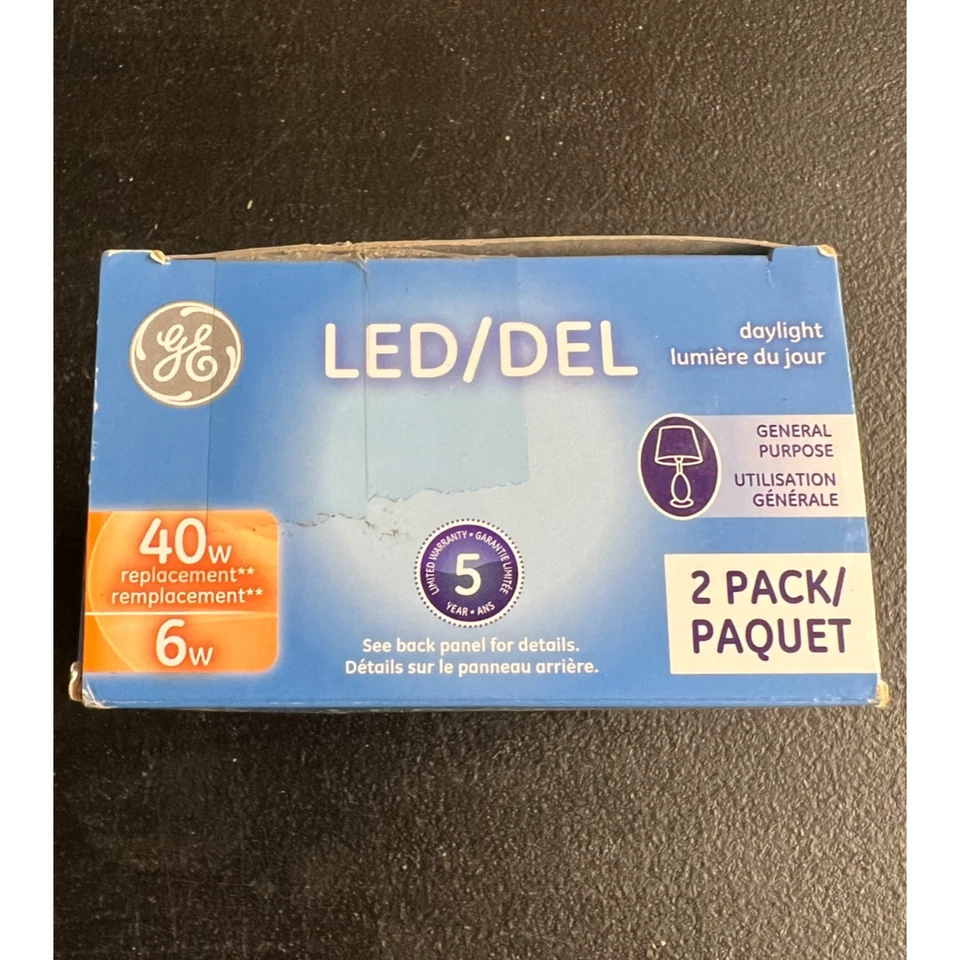 GE
LED/DEL
daylight
lumière du jour
GENERAL
PURPOSE
UTILISATION
GÉNÉRALE
40w
replacement**
remplacement**
6w
LIMITED WARRANTY • GARANTIE LIMITÉE
5
YEAR • ANS
See back panel for details.
Détails sur le panneau arrière.
2 PACK/
PAQUET